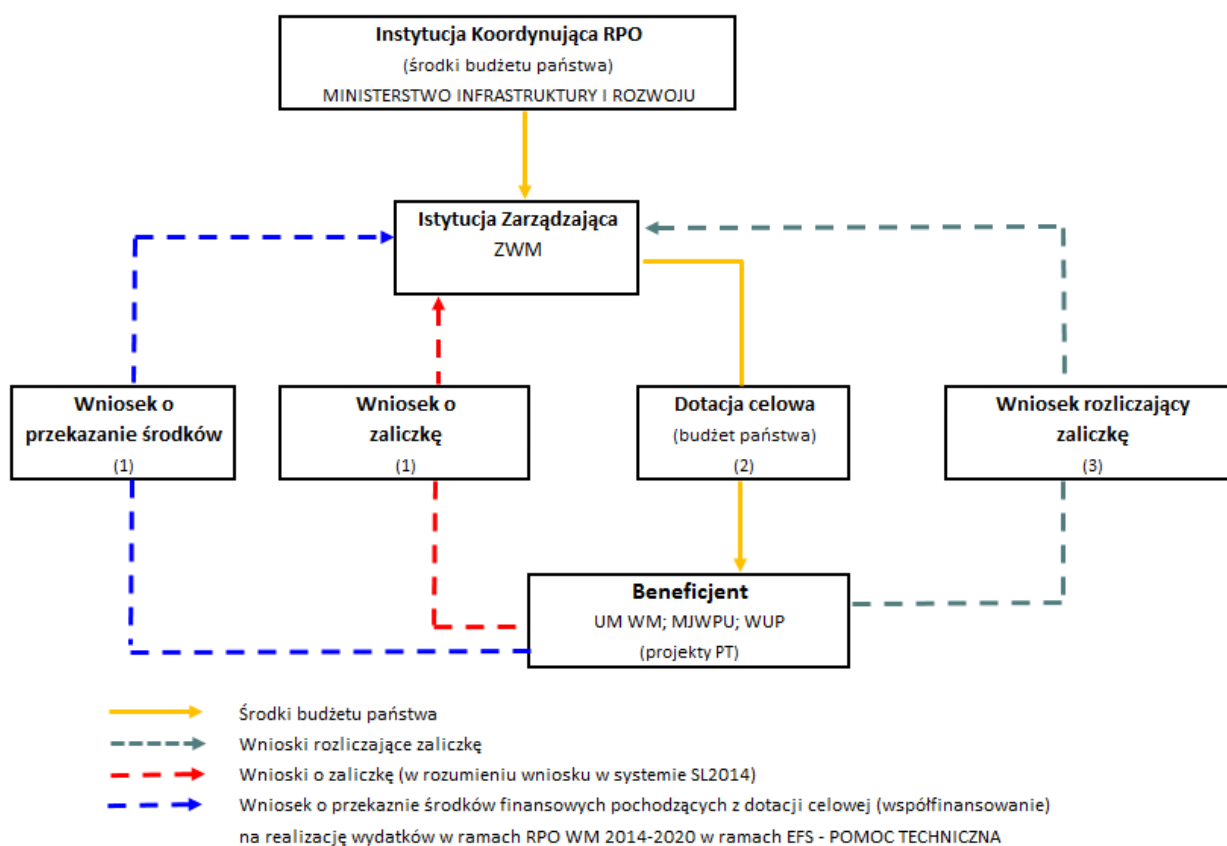 Instytucja Koordynująca RPO
(środki budżetu państwa)
MINISTERSTWO INFRASTRUKTURY I ROZWOJU
Istytucja Zarządzająca
ZWM
Wniosek o
przekazanie środków
(1)
Wniosek o
zaliczkę
(1)
Dotacja celowa
(budżet państwa)
(2)
Wniosek rozliczający
zaliczkę
(3)
Beneficjent
UM WM; MJWPU; WUP
(projekty PT)
Środki budżetu państwa
Wnioski rozliczające zaliczkę
Wnioski o zaliczkę (w rozumieniu wniosku w systemie SL2014)
Wniosek o przekaznie środków finansowych pochodzących z dotacji celowej (współfinansowanie)
na realizację wydatków w ramach RPO WM 2014-2020 w ramach EFS - POMOC TECHNICZNA